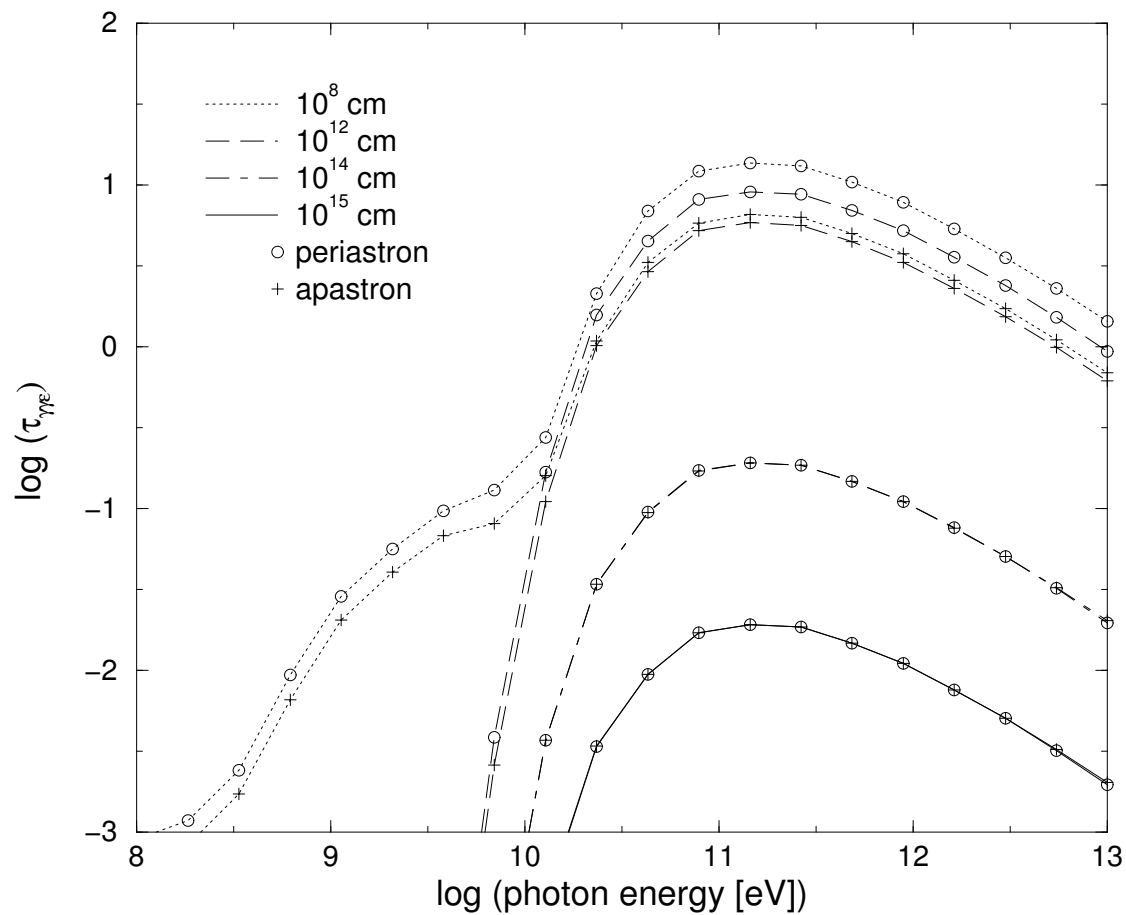 2
1
0
−1
−2
−3
log (τγγε)
10^8 cm
10^12 cm
10^14 cm
10^15 cm
periastron
apastron
8 9 10 11 12 13
log (photon energy [eV])